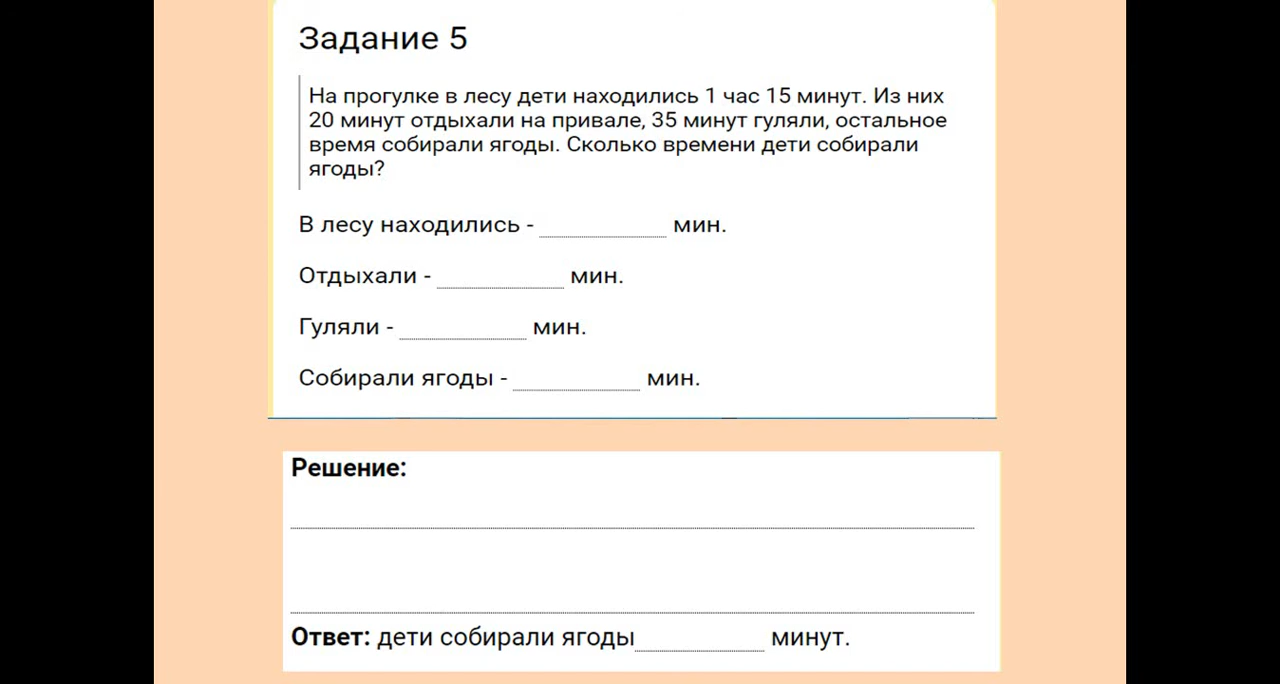 Задание 5
На прогулке в лесу дети находились 1 час 15 минут. Из них
20 минут отдыхали на привале, 35 минут гуляли, остальное
время собирали ягоды. Сколько времени дети собирали
ягоды?
В лесу находились - мин.
Отдыхали - мин.
Гуляли - мин.
Собирали ягоды - мин.
Решение:
Ответ: дети собирали ягоды минут.